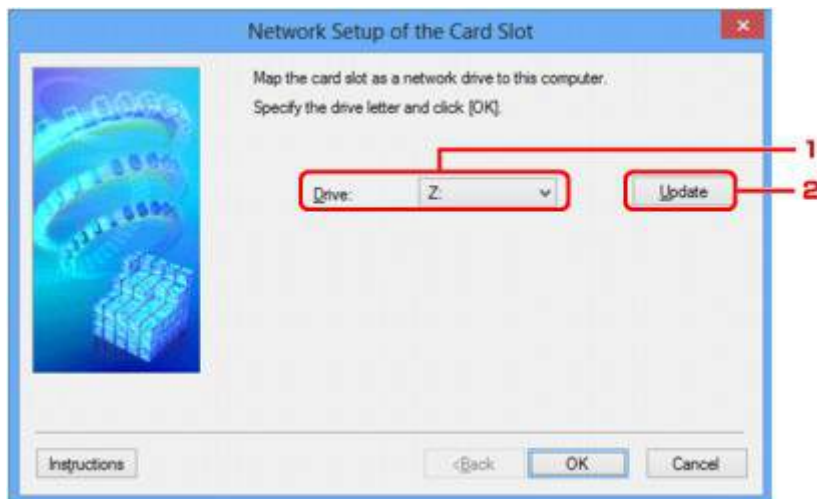 Network Setup of the Card Slot
Map the card slot as a network drive to this computer.
Specify the drive letter and click [OK].
1
Drive: Z: Update
2
Instructions <Back OK Cancel